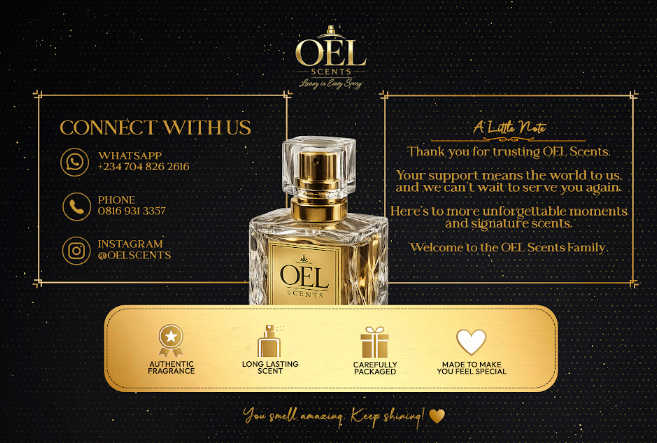 OEL
SCENTS
Luxury in Every Spray
CONNECT WITH US
WHATSAPP
+234 704 826 2616
PHONE
0816 931 3357
INSTAGRAM
@OELSCENTS
A Little Note
Thank you for trusting OEL Scents.
Your support means the world to us,
and we can't wait to serve you again.
Here's to more unforgettable moments
and signature scents.
Welcome to the OEL Scents Family.
OEL
SCENTS
AUTHENTIC
FRAGRANCE
LONG LASTING
SCENT
CAREFULLY
PACKAGED
MADE TO MAKE
YOU FEEL SPECIAL
You smell amazing. Keep shining!